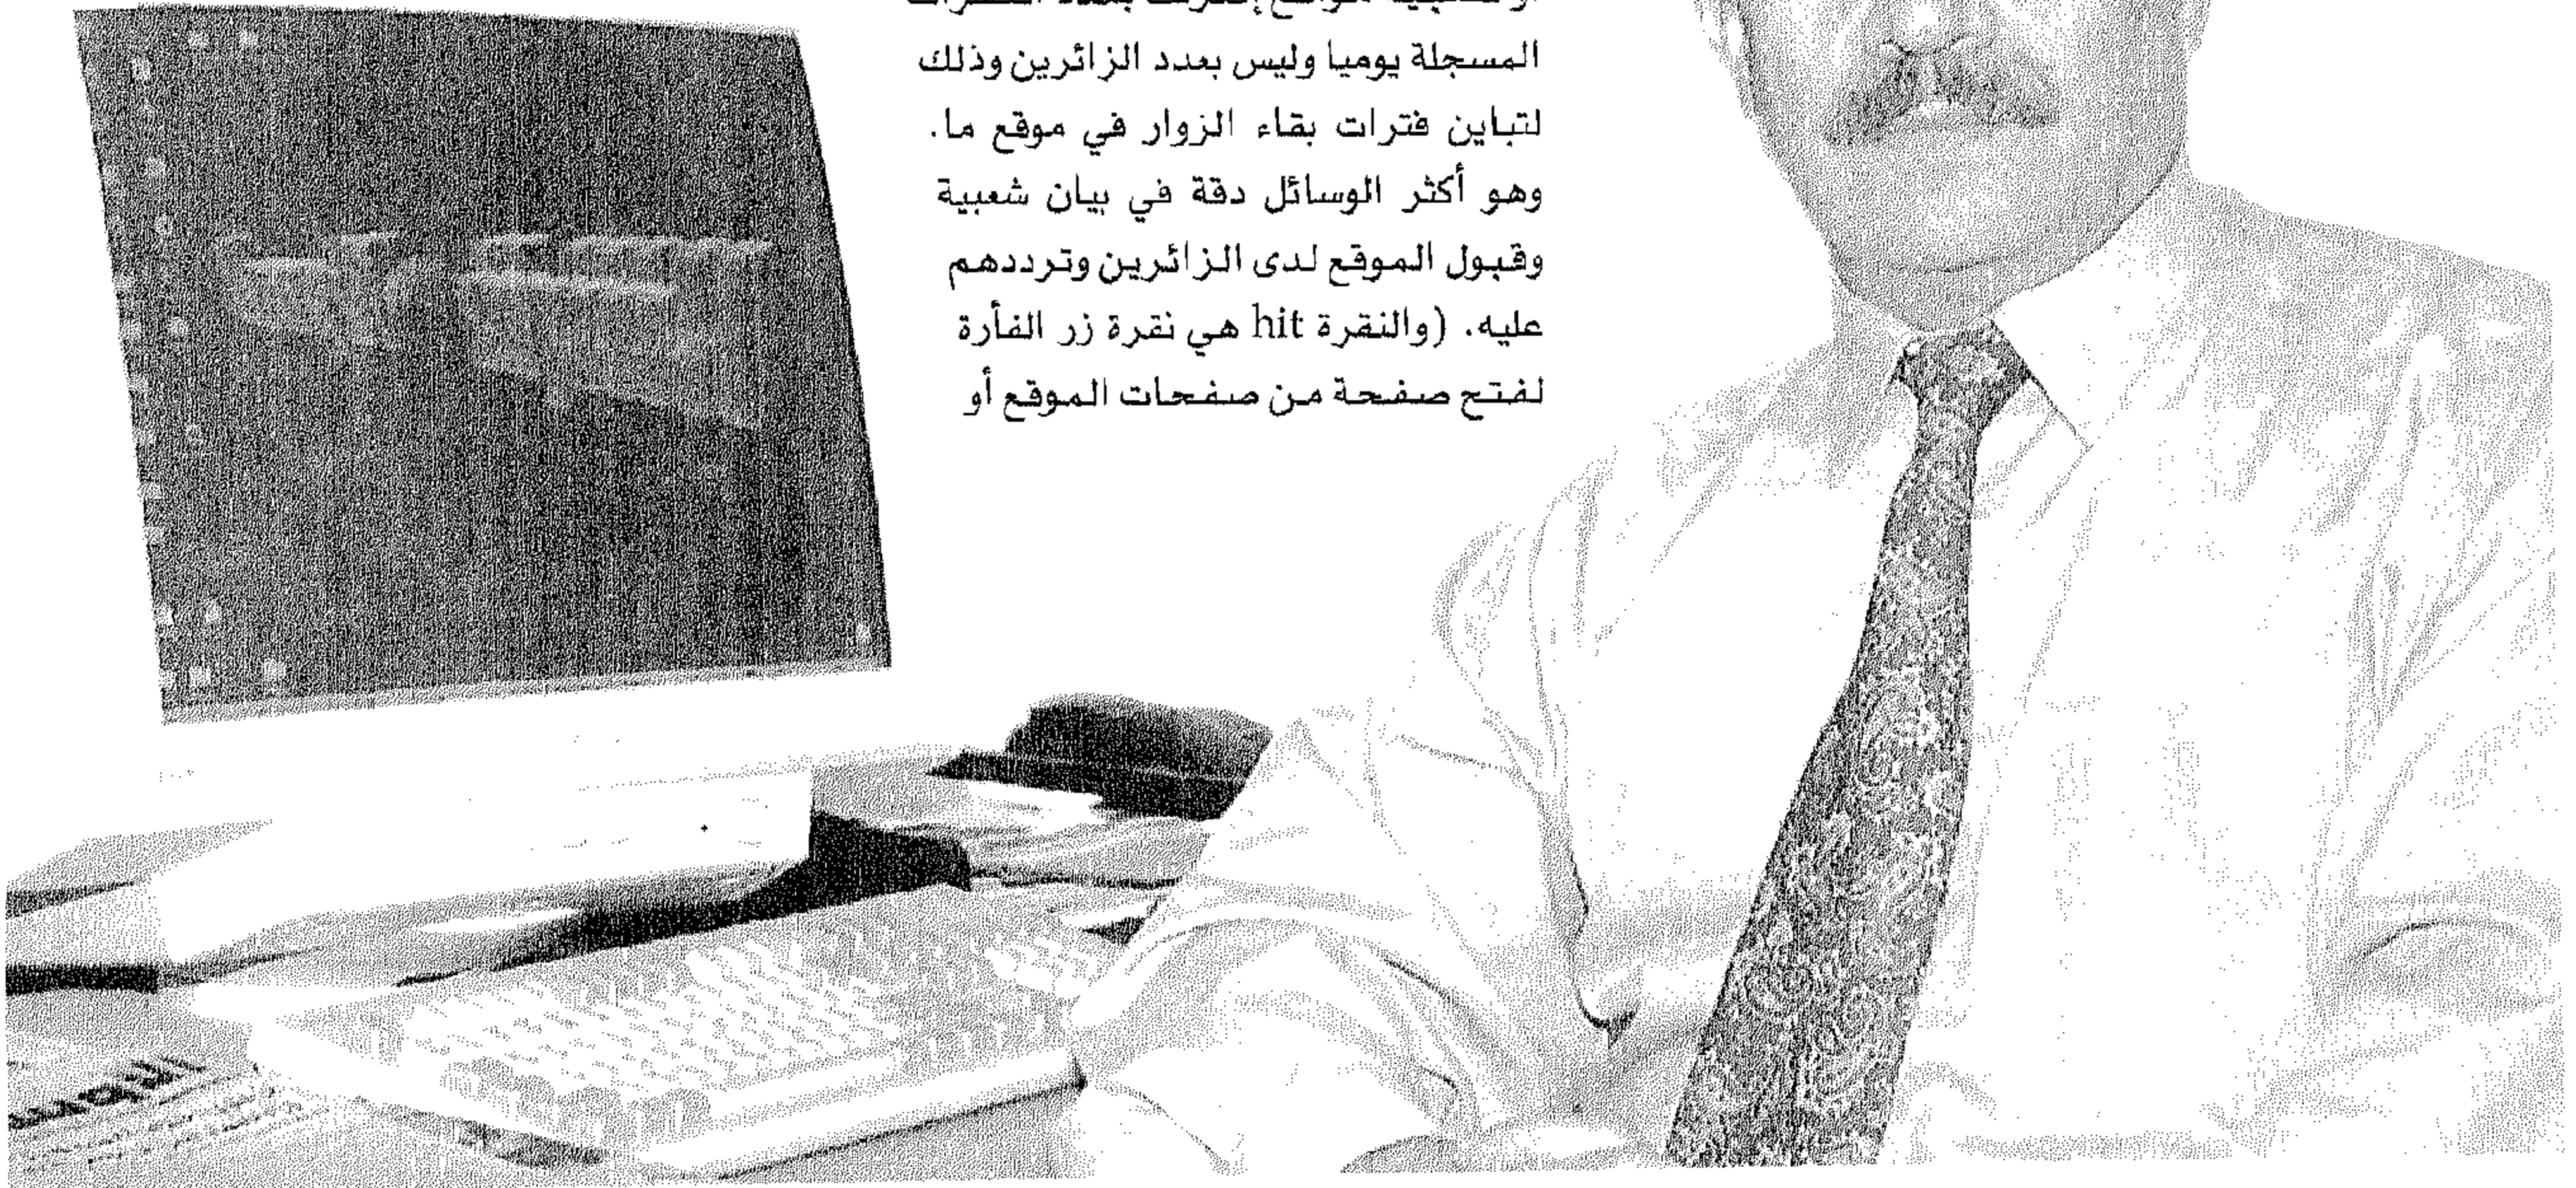 المسجلة يوميا وليس بعدد الزائرين وذلك
لتباين فترات بقاء الزوار في موقع ما.
وهو أكثر الوسائل دقة في بيان شعبية
وقبول الموقع لدى الزائرين وترددهم
عليه. (والنقرة hit هي نقرة زر الفأرة
لفتح صفحة من صفحات الموقع أو